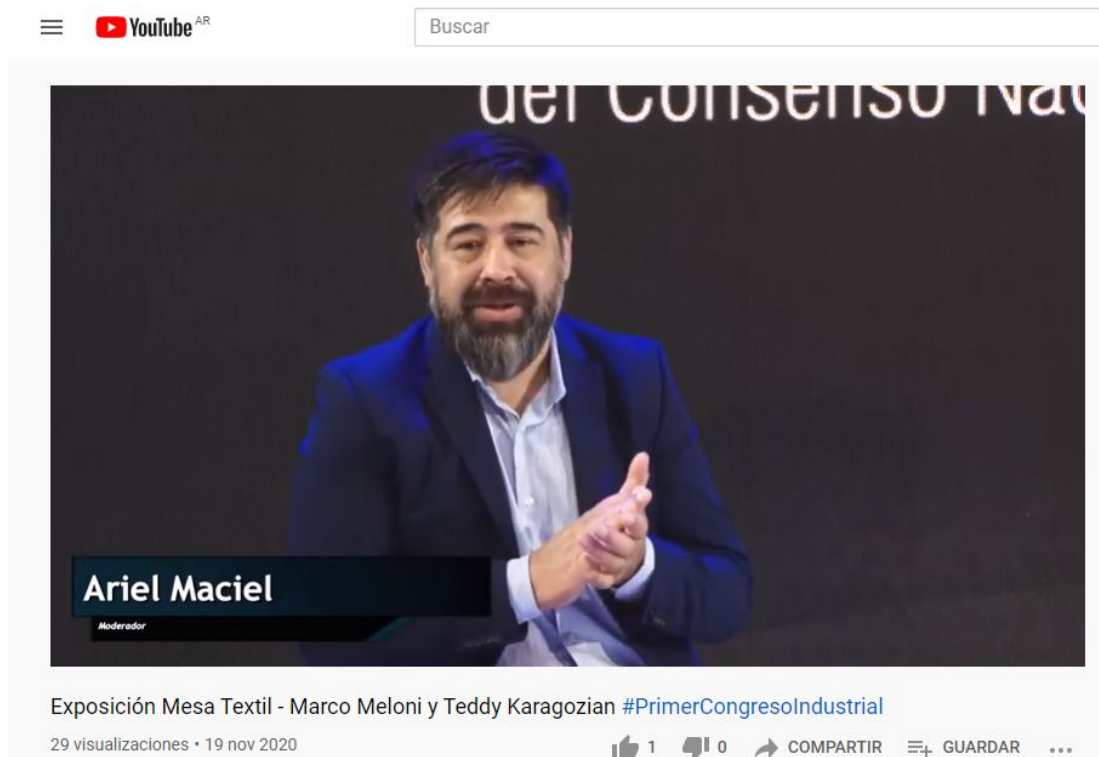 YouTube AR
Buscar
del Consenso Nac
Ariel Maciel
Moderador
Exposición Mesa Textil - Marco Meloni y Teddy Karagozian #PrimerCongresoIndustrial
29 visualizaciones • 19 nov 2020
1 0 COMPARTIR GUARDAR ...